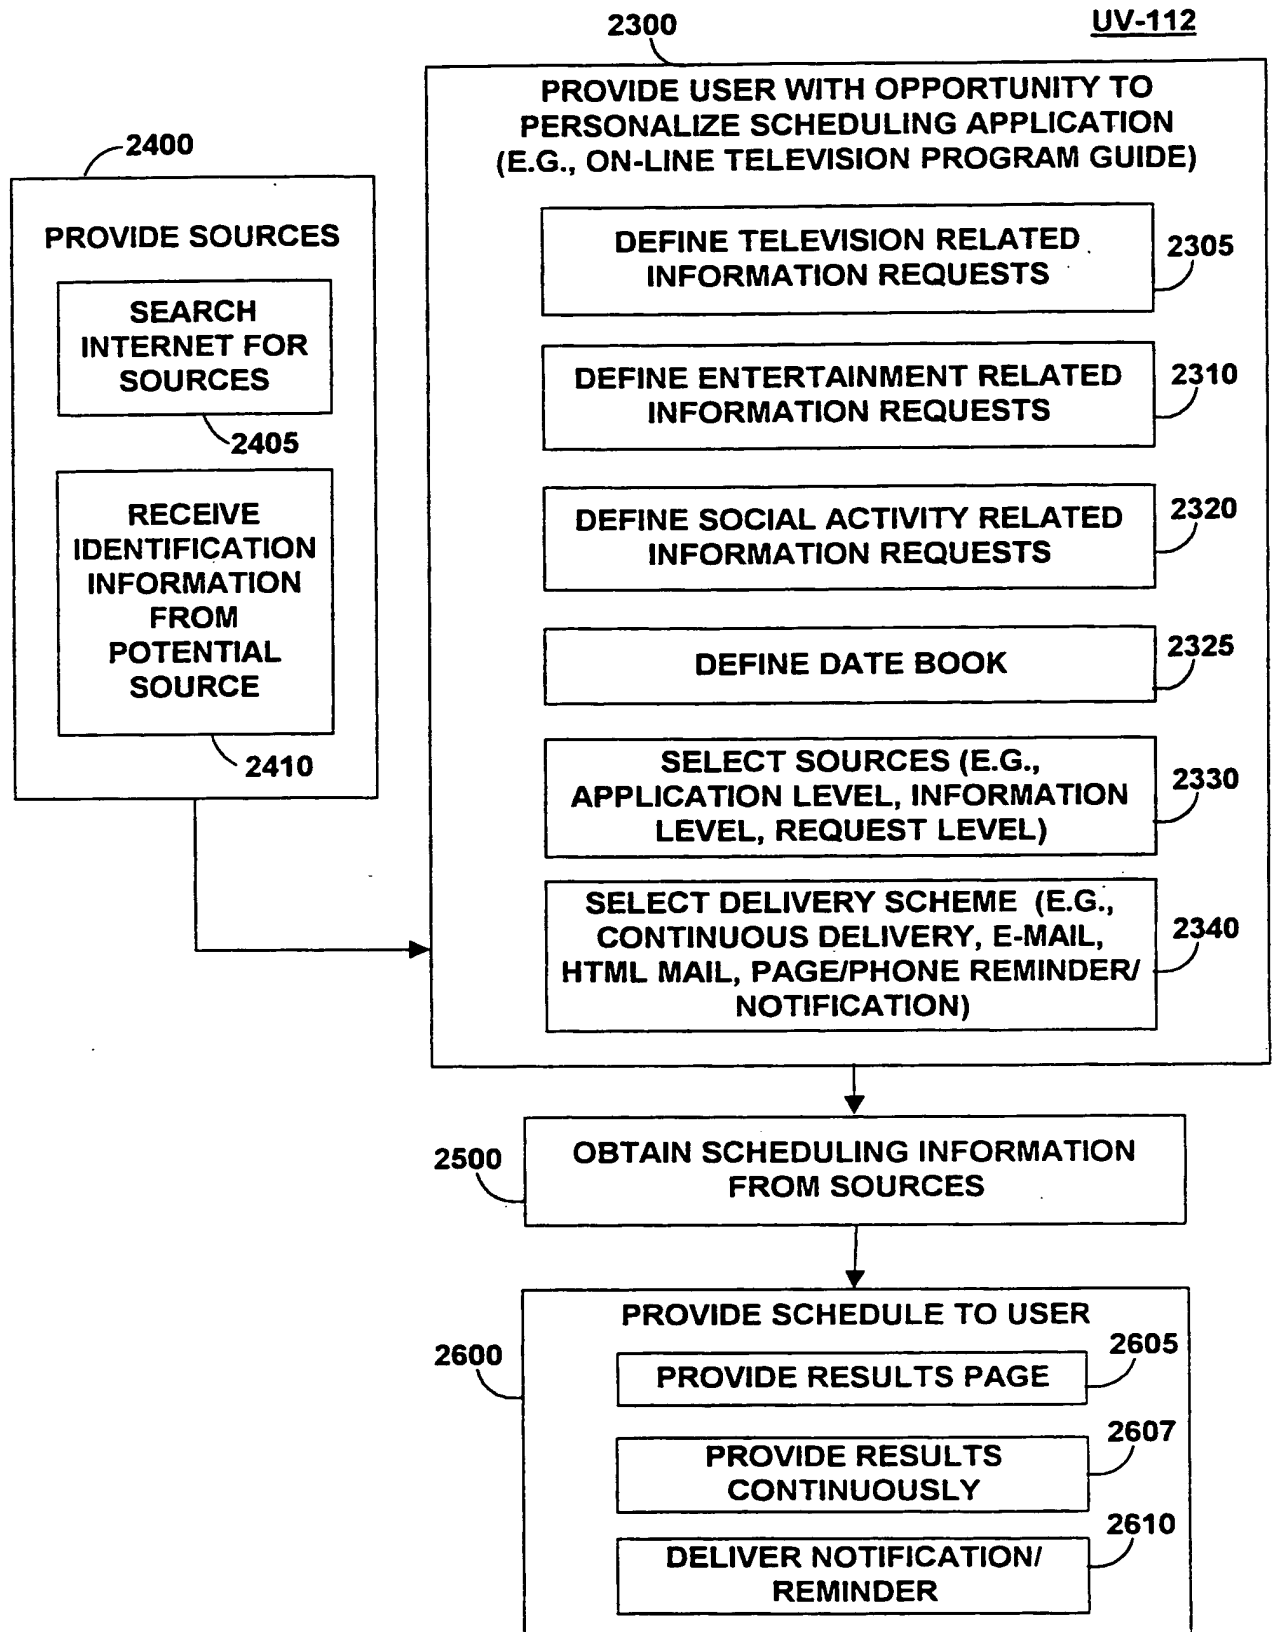 2300
UV-112
PROVIDE USER WITH OPPORTUNITY TO
PERSONALIZE SCHEDULING APPLICATION
(E.G., ON-LINE TELEVISION PROGRAM GUIDE)
2400
PROVIDE SOURCES
SEARCH
INTERNET FOR
SOURCES
2405
RECEIVE
IDENTIFICATION
INFORMATION
FROM
POTENTIAL
SOURCE
2410
DEFINE TELEVISION RELATED
INFORMATION REQUESTS
2305
DEFINE ENTERTAINMENT RELATED
INFORMATION REQUESTS
2310
DEFINE SOCIAL ACTIVITY RELATED
INFORMATION REQUESTS
2320
DEFINE DATE BOOK
2325
SELECT SOURCES (E.G.,
APPLICATION LEVEL, INFORMATION
LEVEL, REQUEST LEVEL)
2330
SELECT DELIVERY SCHEME (E.G.,
CONTINUOUS DELIVERY, E-MAIL,
HTML MAIL, PAGE/PHONE REMINDER/
NOTIFICATION)
2340
2500
OBTAIN SCHEDULING INFORMATION
FROM SOURCES
2600
PROVIDE SCHEDULE TO USER
PROVIDE RESULTS PAGE
2605
PROVIDE RESULTS
CONTINUOUSLY
2607
DELIVER NOTIFICATION/
REMINDER
2610